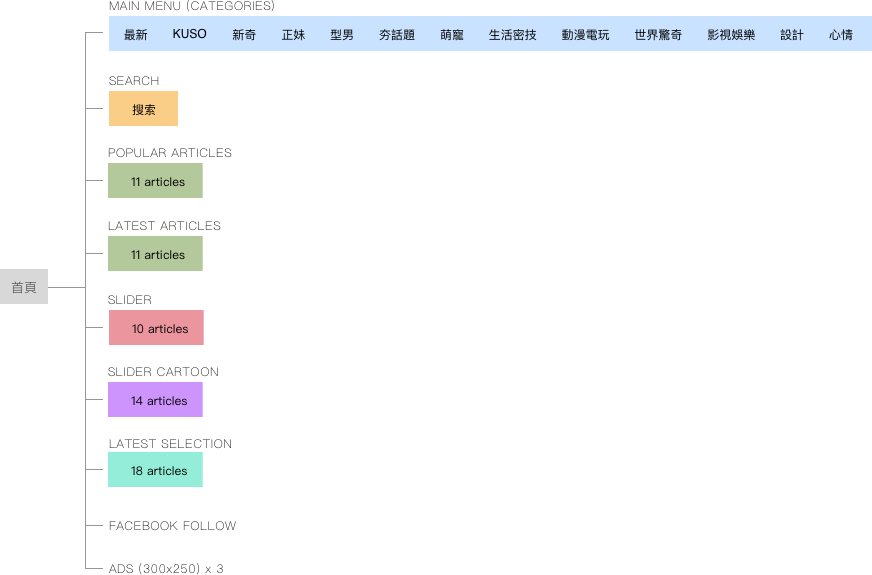 MAIN MENU (CATEGORIES)
最新 KUSO 新奇 正妹 型男 夯話題 萌寵 生活密技 動漫電玩 世界驚奇 影視娛樂 設計 心情
SEARCH
搜索
POPULAR ARTICLES
11 articles
LATEST ARTICLES
11 articles
首頁
SLIDER
10 articles
SLIDER CARTOON
14 articles
LATEST SELECTION
18 articles
FACEBOOK FOLLOW
ADS (300x250) x 3